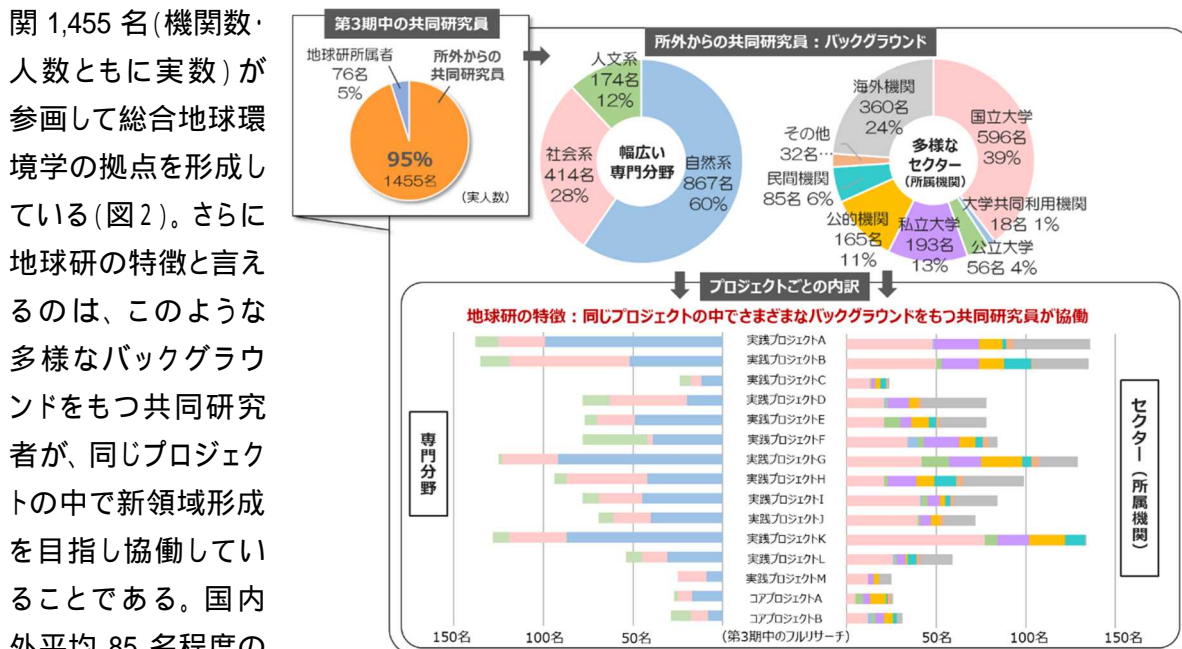 関 1,455 名(機関数・
人数ともに実数)が
参画して総合地球環
境学の拠点を形成し
ている(図2)。さらに
地球研の特徴と言え
るのは、このような
多様なバックグラウ
ンドをもつ共同研究
者が、同じプロジェク
トの中で新領域形成
を目指し協働してい
ることである。国内
外平均 85 名程度の
第3期中の共同研究員
地球研所属者
76名
5%
所外からの
共同研究員
95%
1455名
(実人数)
所外からの共同研究員：バックグラウンド
人文系
174名
12%
社会系
414名
28%
幅広い
専門分野
自然系
867名
60%
海外機関
360名
24%
その他
32名…
民間機関
85名 6%
公的機関
165名
11%
私立大学
193名
13%
多様な
セクター
(所属機関)
国立大学
596名
39%
大学共同利用機関
18名 1%
公立大学
56名 4%
プロジェクトごとの内訳
地球研の特徴：同じプロジェクトの中でさまざまなバックグラウンドをもつ共同研究員が協働
専門分野
実践プロジェクトA
実践プロジェクトB
実践プロジェクトC
実践プロジェクトD
実践プロジェクトE
実践プロジェクトF
実践プロジェクトG
実践プロジェクトH
実践プロジェクトI
実践プロジェクトJ
実践プロジェクトK
実践プロジェクトL
実践プロジェクトM
コアプロジェクトA
コアプロジェクトB
セクター（所属機関）
150名 100名 50名 (第3期中のフルリサーチ) 50名 100名 150名